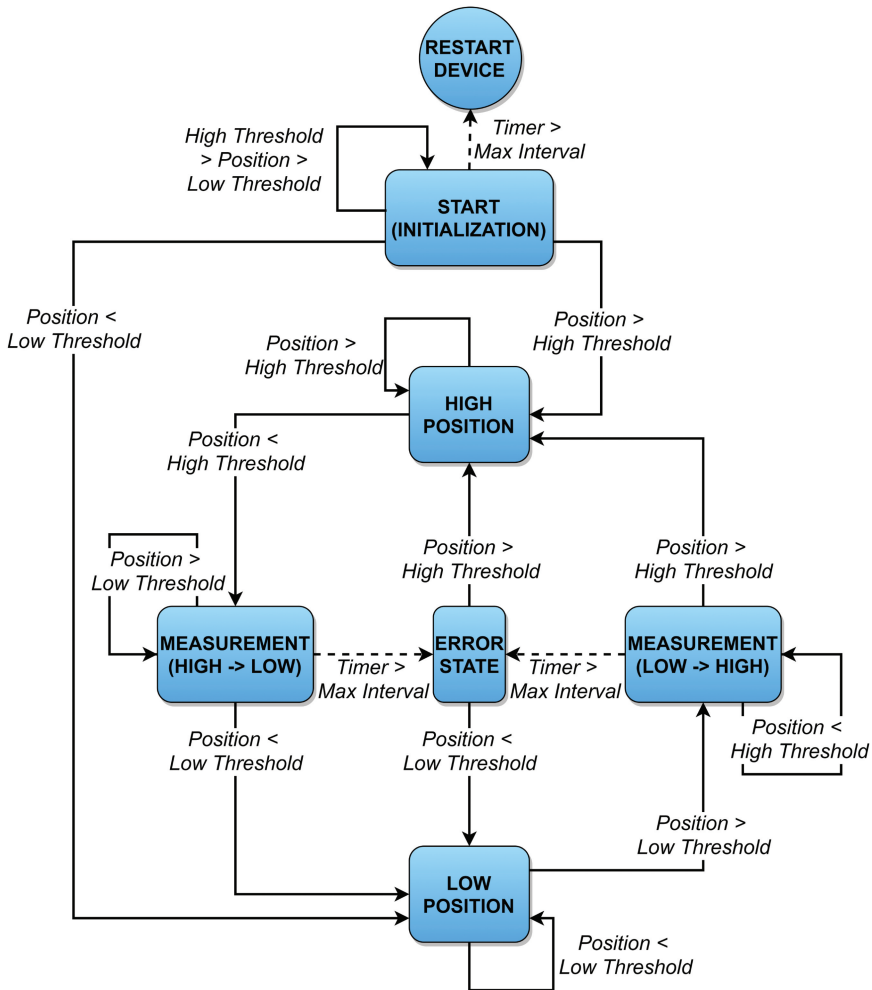 RESTART
DEVICE
High Threshold
> Position >
Low Threshold
Timer >
Max Interval
START
(INITIALIZATION)
Position <
Low Threshold
Position >
High Threshold
Position >
High Threshold
HIGH
POSITION
Position <
High Threshold
Position >
Low Threshold
Position >
High Threshold
Position >
High Threshold
MEASUREMENT
(HIGH -> LOW)
Timer >
Max Interval
ERROR
STATE
Timer >
Max Interval
MEASUREMENT
(LOW -> HIGH)
Position <
High Threshold
Position <
Low Threshold
Position <
Low Threshold
Position >
Low Threshold
LOW
POSITION
Position <
Low Threshold